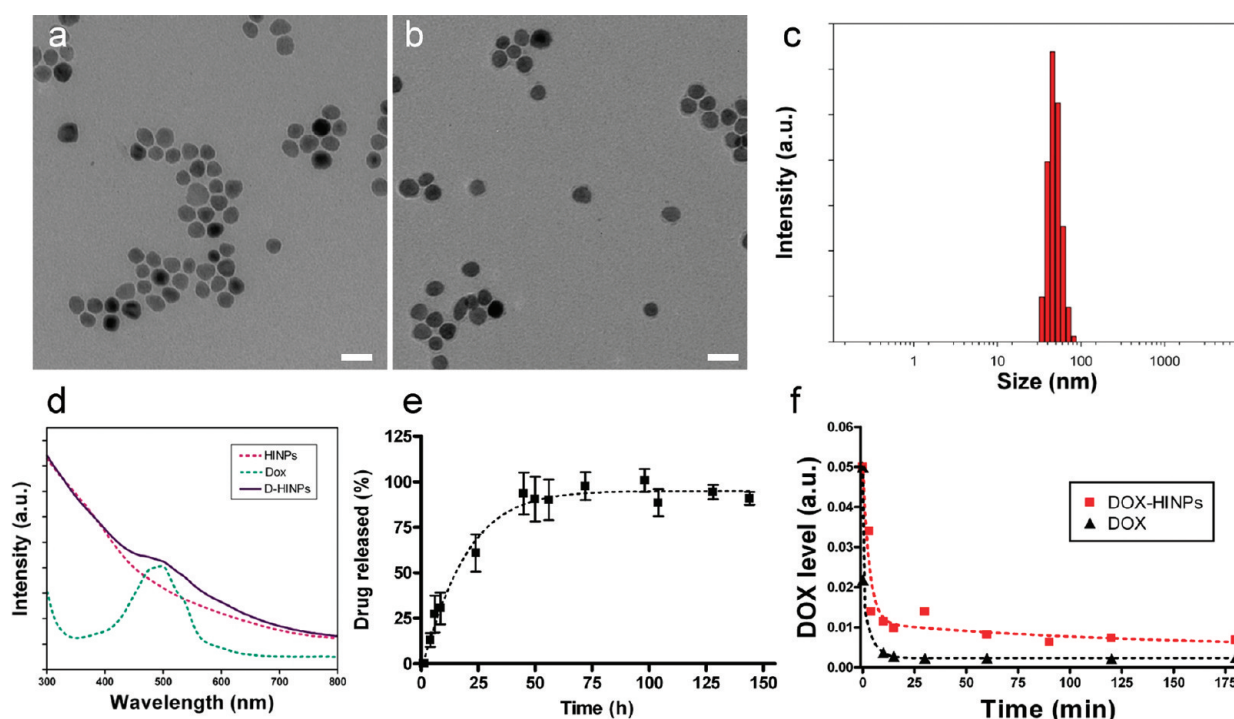 a
b
c
Intensity (a.u.)
1
10
100
1000
Size (nm)
d
HINPs
Dox
D-HINPs
Intensity (a.u.)
300
400
500
600
700
800
Wavelength (nm)
e
125
100
75
50
25
0
Drug released (%)
0
25
50
75
100
125
150
Time (h)
f
0.06
0.05
0.04
0.03
0.02
0.01
0.00
DOX level (a.u.)
DOX-HINPs
DOX
0
25
50
75
100
125
150
Time (min)